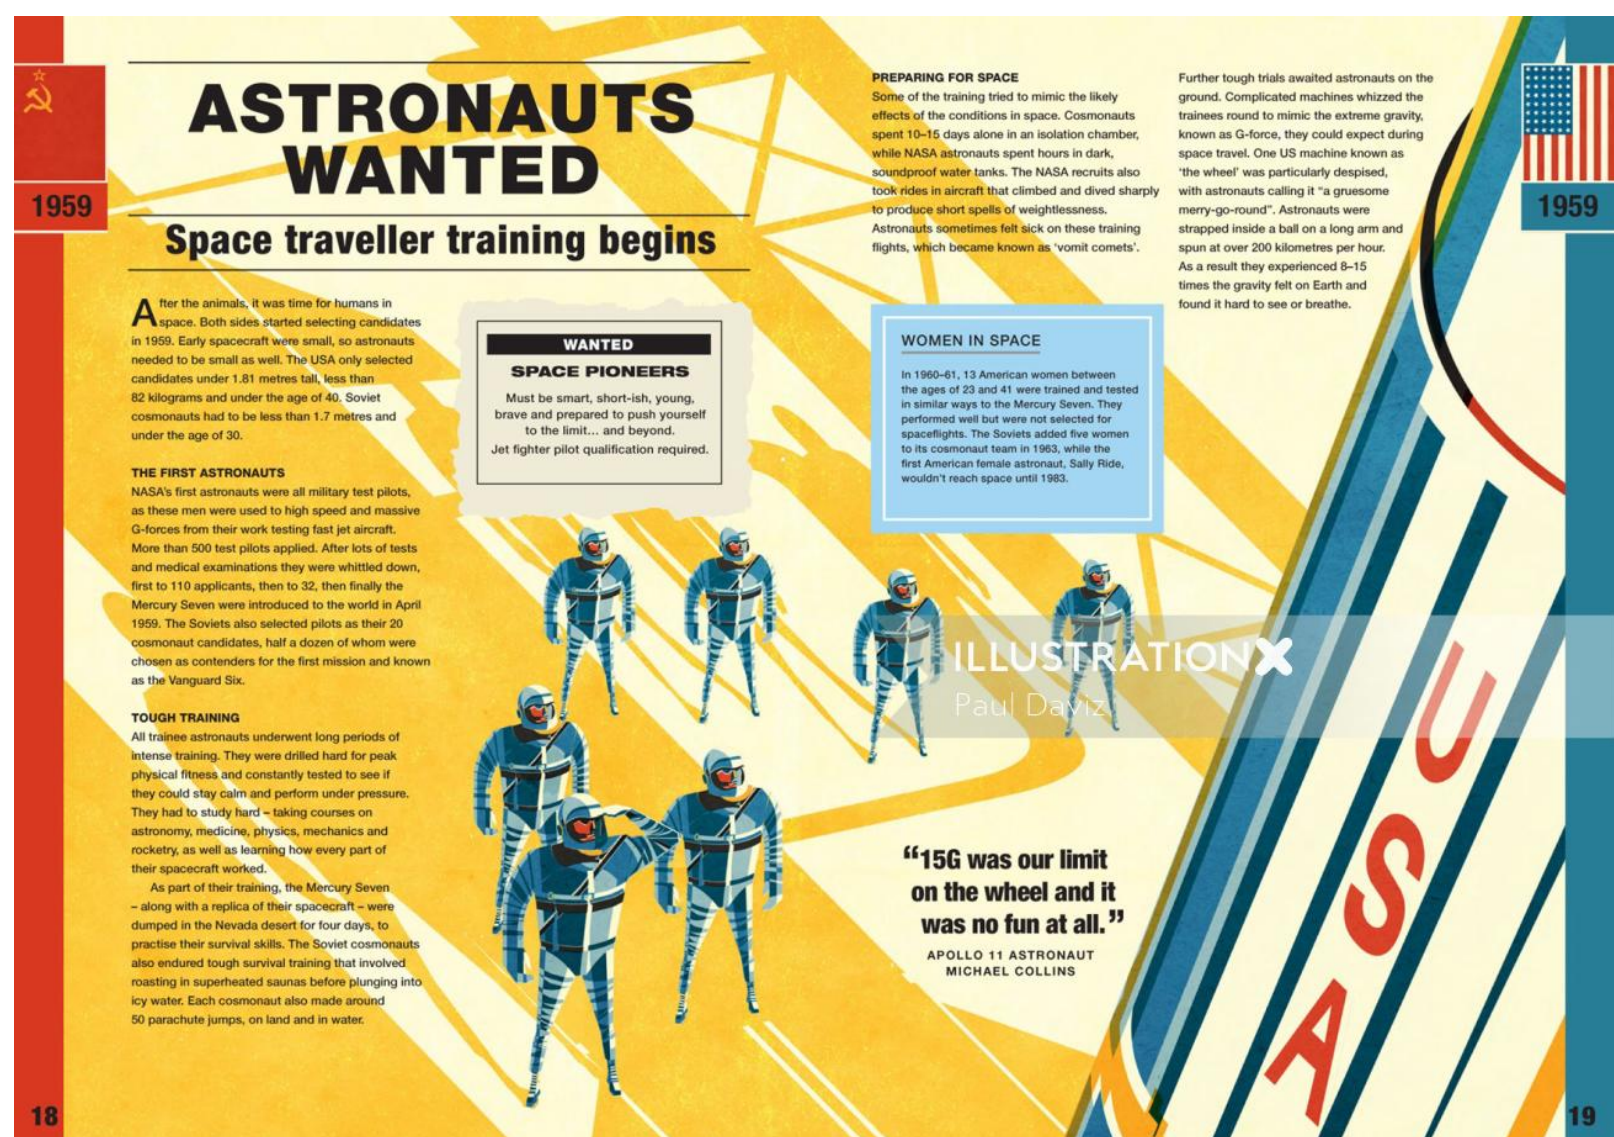 1959
ASTRONAUTS
WANTED
Space traveller training begins
After the animals, it was time for humans in
space. Both sides started selecting candidates
in 1959. Early spacecraft were small, so astronauts
needed to be small as well. The USA only selected
candidates under 1.81 metres tall, less than
82 kilograms and under the age of 40. Soviet
cosmonauts had to be less than 1.7 metres and
under the age of 30.
THE FIRST ASTRONAUTS
NASA's first astronauts were all military test pilots,
as these men were used to high speed and massive
G-forces from their work testing fast jet aircraft.
More than 500 test pilots applied. After lots of tests
and medical examinations they were whittled down,
first to 110 applicants, then to 32, then finally the
Mercury Seven were introduced to the world in April
1959. The Soviets also selected pilots as their 20
cosmonaut candidates, half a dozen of whom were
chosen as contenders for the first mission and known
as the Vanguard Six.
TOUGH TRAINING
All trainee astronauts underwent long periods of
intense training. They were drilled hard for peak
physical fitness and constantly tested to see if
they could stay calm and perform under pressure.
They had to study hard – taking courses on
astronomy, medicine, physics, mechanics and
rocketry, as well as learning how every part of
their spacecraft worked.
As part of their training, the Mercury Seven
– along with a replica of their spacecraft – were
dumped in the Nevada desert for four days, to
practise their survival skills. The Soviet cosmonauts
also endured tough survival training that involved
roasting in superheated saunas before plunging into
icy water. Each cosmonaut also made around
50 parachute jumps, on land and in water.
WANTED
SPACE PIONEERS
Must be smart, short-ish, young,
brave and prepared to push yourself
to the limit... and beyond.
Jet fighter pilot qualification required.
18
PREPARING FOR SPACE
Some of the training tried to mimic the likely
effects of the conditions in space. Cosmonauts
spent 10–15 days alone in an isolation chamber,
while NASA astronauts spent hours in dark,
soundproof water tanks. The NASA recruits also
took rides in aircraft that climbed and dived sharply
to produce short spells of weightlessness.
Astronauts sometimes felt sick on these training
flights, which became known as 'vomit comets'.
Further tough trials awaited astronauts on the
ground. Complicated machines whizzed the
trainees round to mimic the extreme gravity,
known as G-force, they could expect during
space travel. One US machine known as
'the wheel' was particularly despised,
with astronauts calling it "a gruesome
merry-go-round". Astronauts were
strapped inside a ball on a long arm and
spun at over 200 kilometres per hour.
As a result they experienced 8–15
times the gravity felt on Earth and
found it hard to see or breathe.
1959
WOMEN IN SPACE
In 1960–61, 13 American women between
the ages of 23 and 41 were trained and tested
in similar ways to the Mercury Seven. They
performed well but were not selected for
spaceflights. The Soviets added five women
to its cosmonaut team in 1963, while the
first American female astronaut, Sally Ride,
wouldn't reach space until 1983.
ILLUSTRATIONX
Paul Daviz
"15G was our limit
on the wheel and it
was no fun at all."
APOLLO 11 ASTRONAUT
MICHAEL COLLINS
USA
19